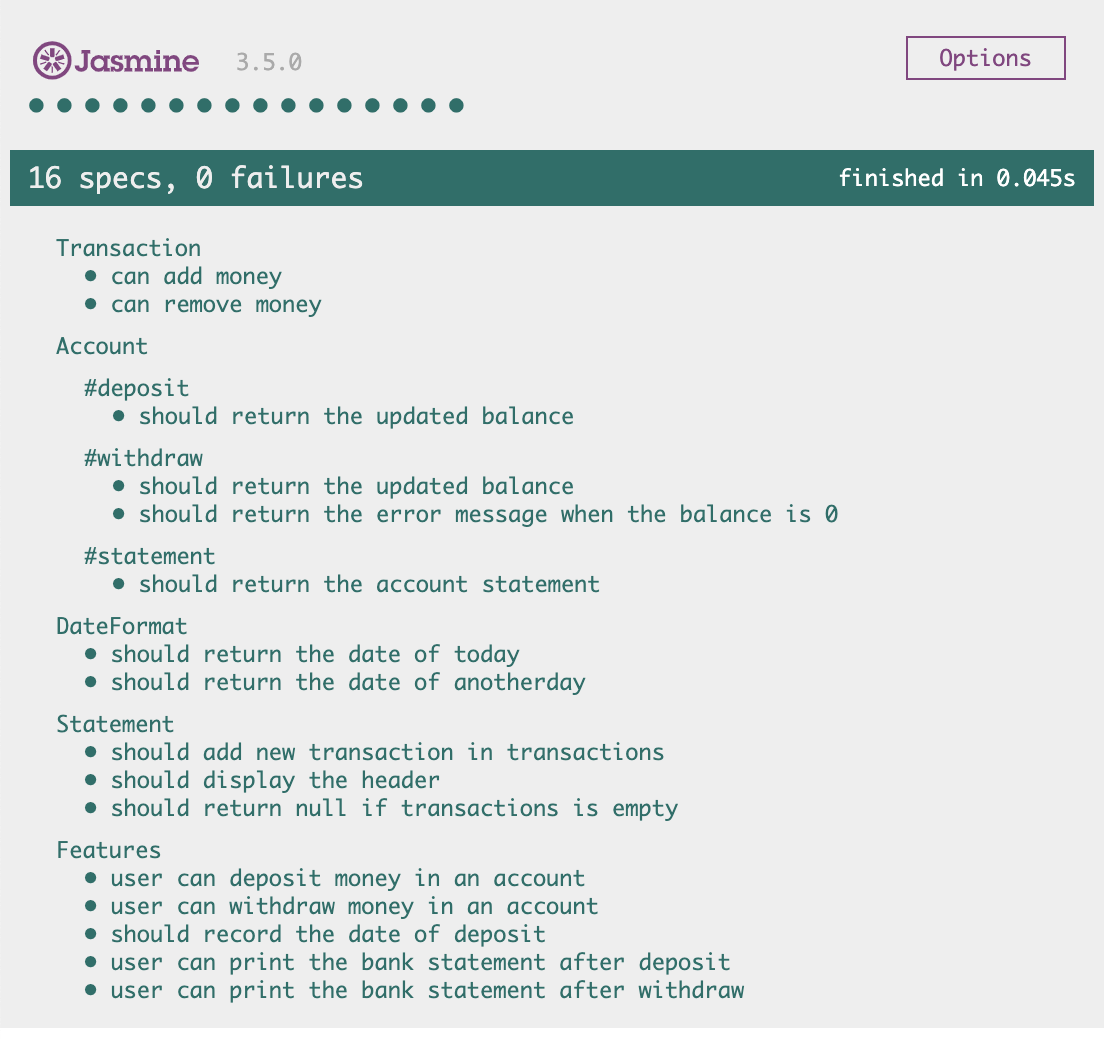 Jasmine 3.5.0 Options
16 specs, 0 failures finished in 0.045s
Transaction
can add money
can remove money
Account
#deposit
should return the updated balance
#withdraw
should return the updated balance
should return the error message when the balance is 0
#statement
should return the account statement
DateFormat
should return the date of today
should return the date of anotherday
Statement
should add new transaction in transactions
should display the header
should return null if transactions is empty
Features
user can deposit money in an account
user can withdraw money in an account
should record the date of deposit
user can print the bank statement after deposit
user can print the bank statement after withdraw